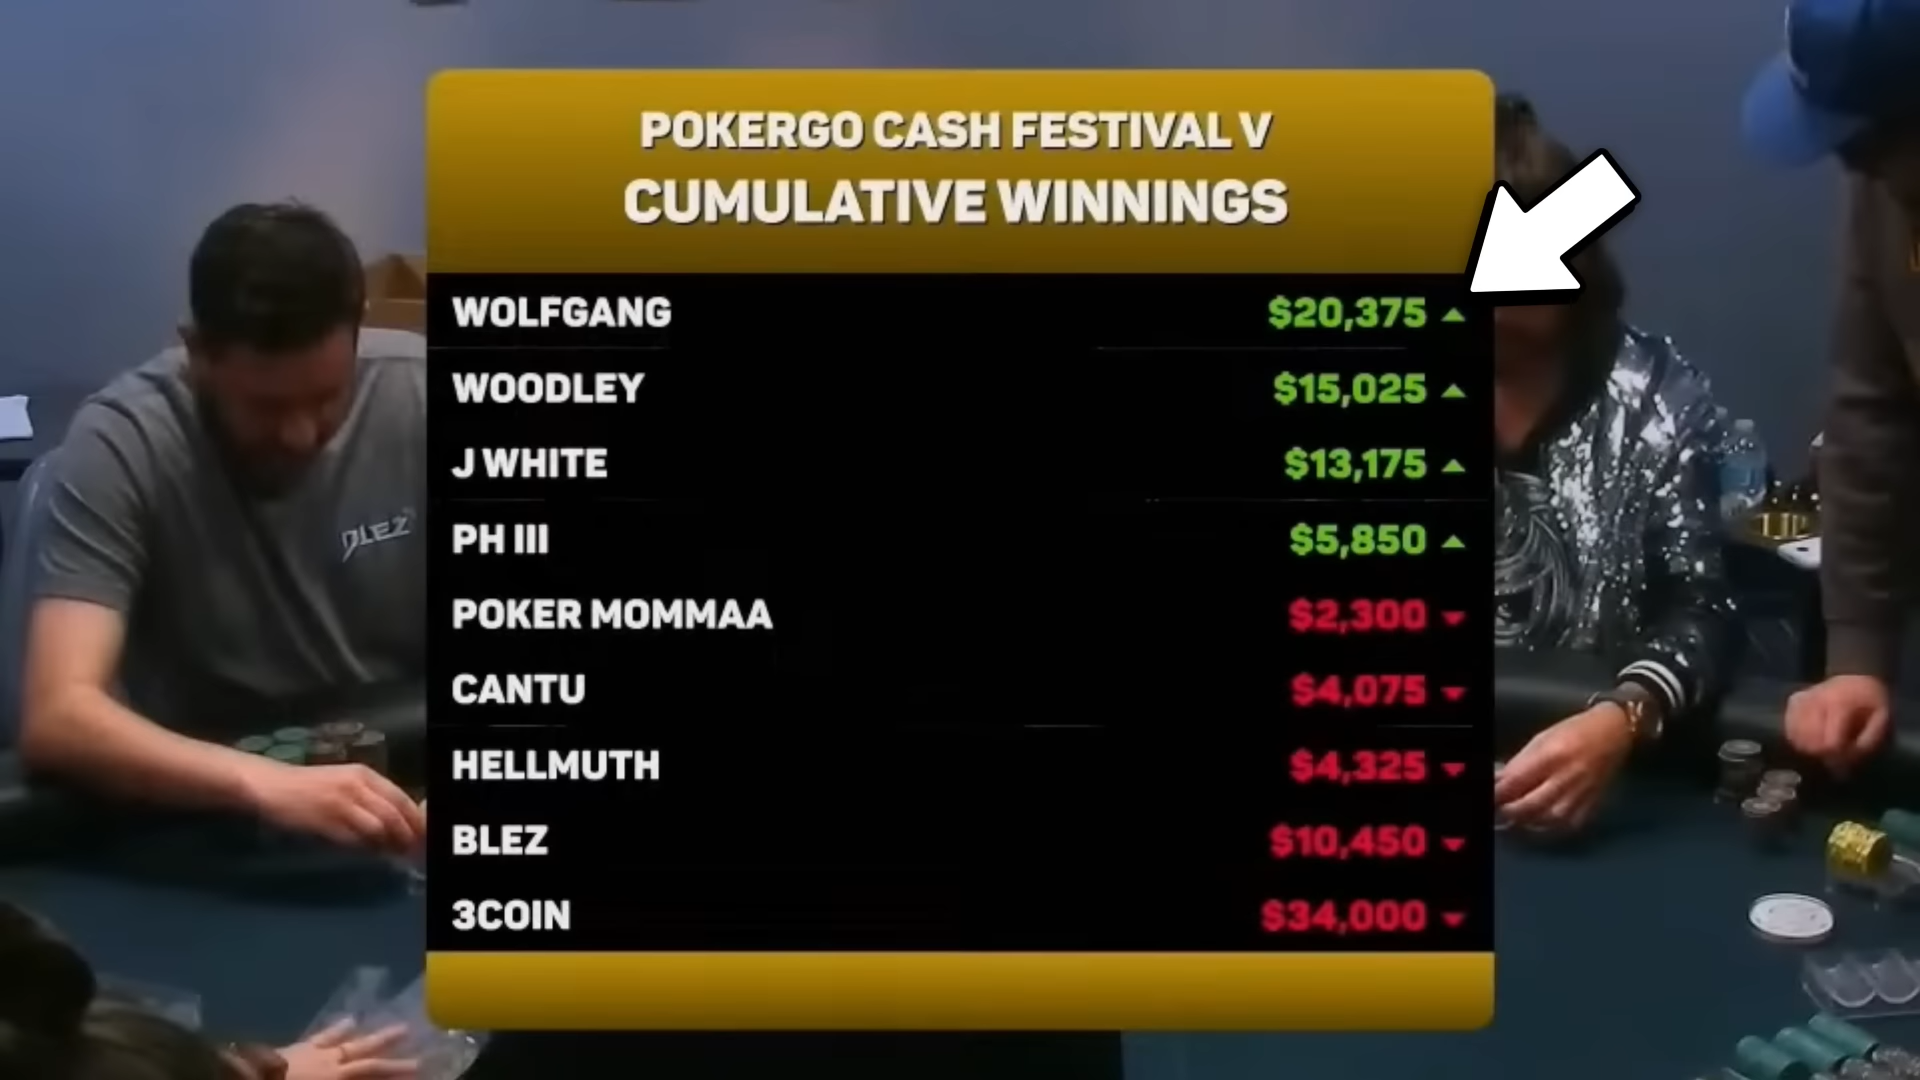 POKERGO CASH FESTIVAL V
CUMULATIVE WINNINGS
WOLFGANG $20,375
WOODLEY $15,025
J WHITE $13,175
PH III $5,850
POKER MOMMAA $2,300
CANTU $4,075
HELLMUTH $4,325
BLEZ $10,450
3COIN $34,000
BLEZ